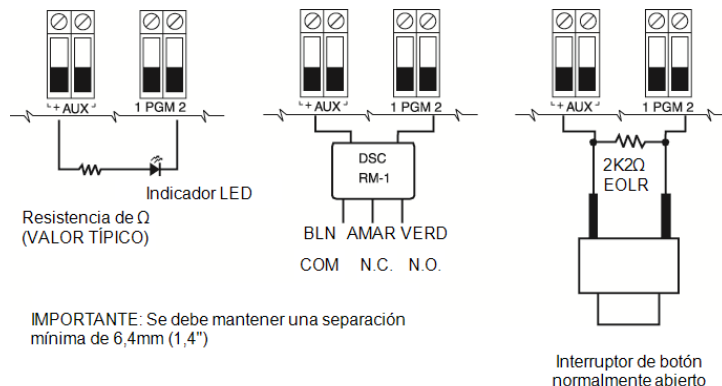 + AUX
1 PGM 2
Indicador LED
Resistencia de Ω
(VALOR TÍPICO)
+ AUX
1 PGM 2
DSC
RM-1
BLN AMAR VERD
COM N.C. N.O.
+ AUX
1 PGM 2
2K2Ω
EOLR
IMPORTANTE: Se debe mantener una separación
mínima de 6,4mm (1,4")
Interruptor de botón
normalmente abierto